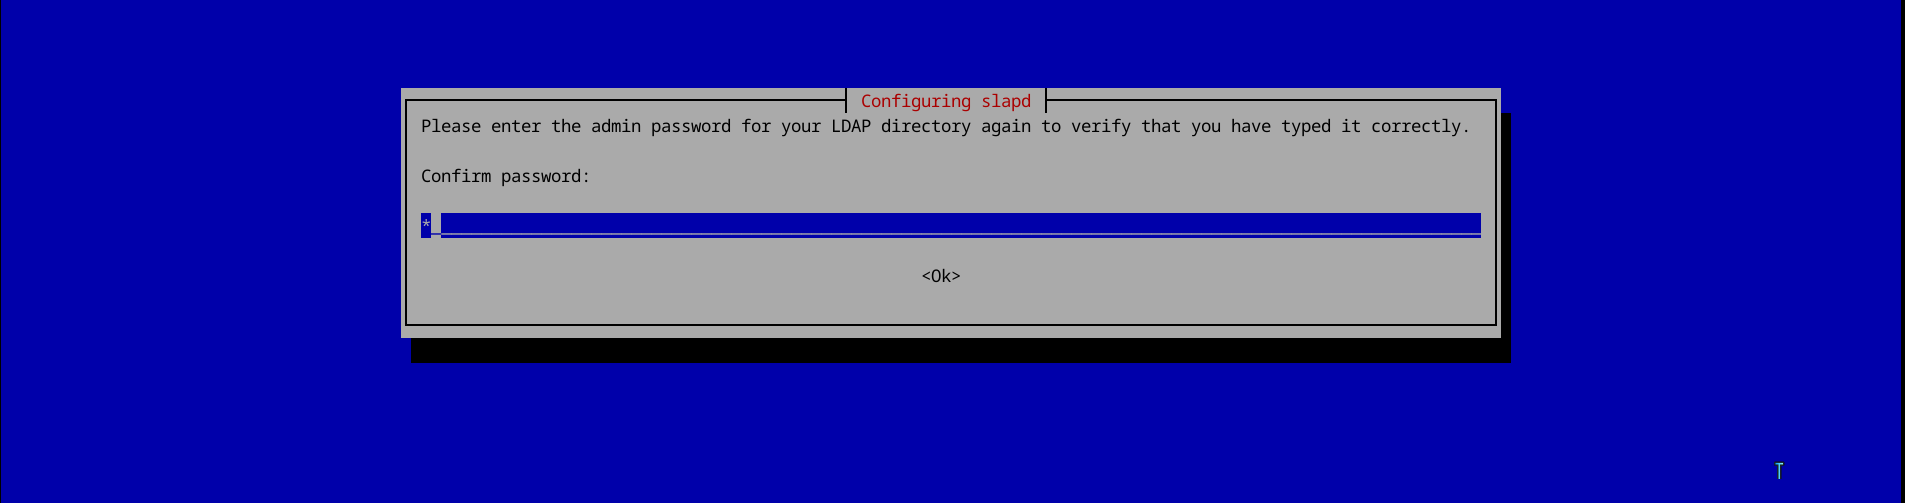 Configuring slapd
Please enter the admin password for your LDAP directory again to verify that you have typed it correctly.
Confirm password:
*
<Ok>